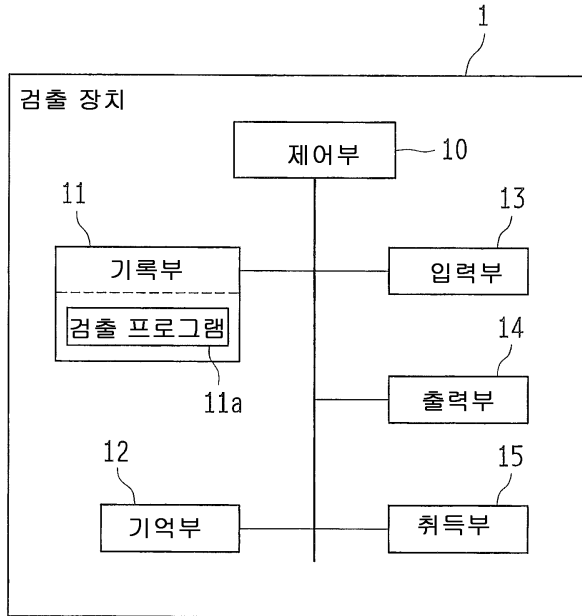 1
검출 장치
제어부
10
11
13
기록부
입력부
검출 프로그램
14
11a
출력부
12
15
기억부
취득부